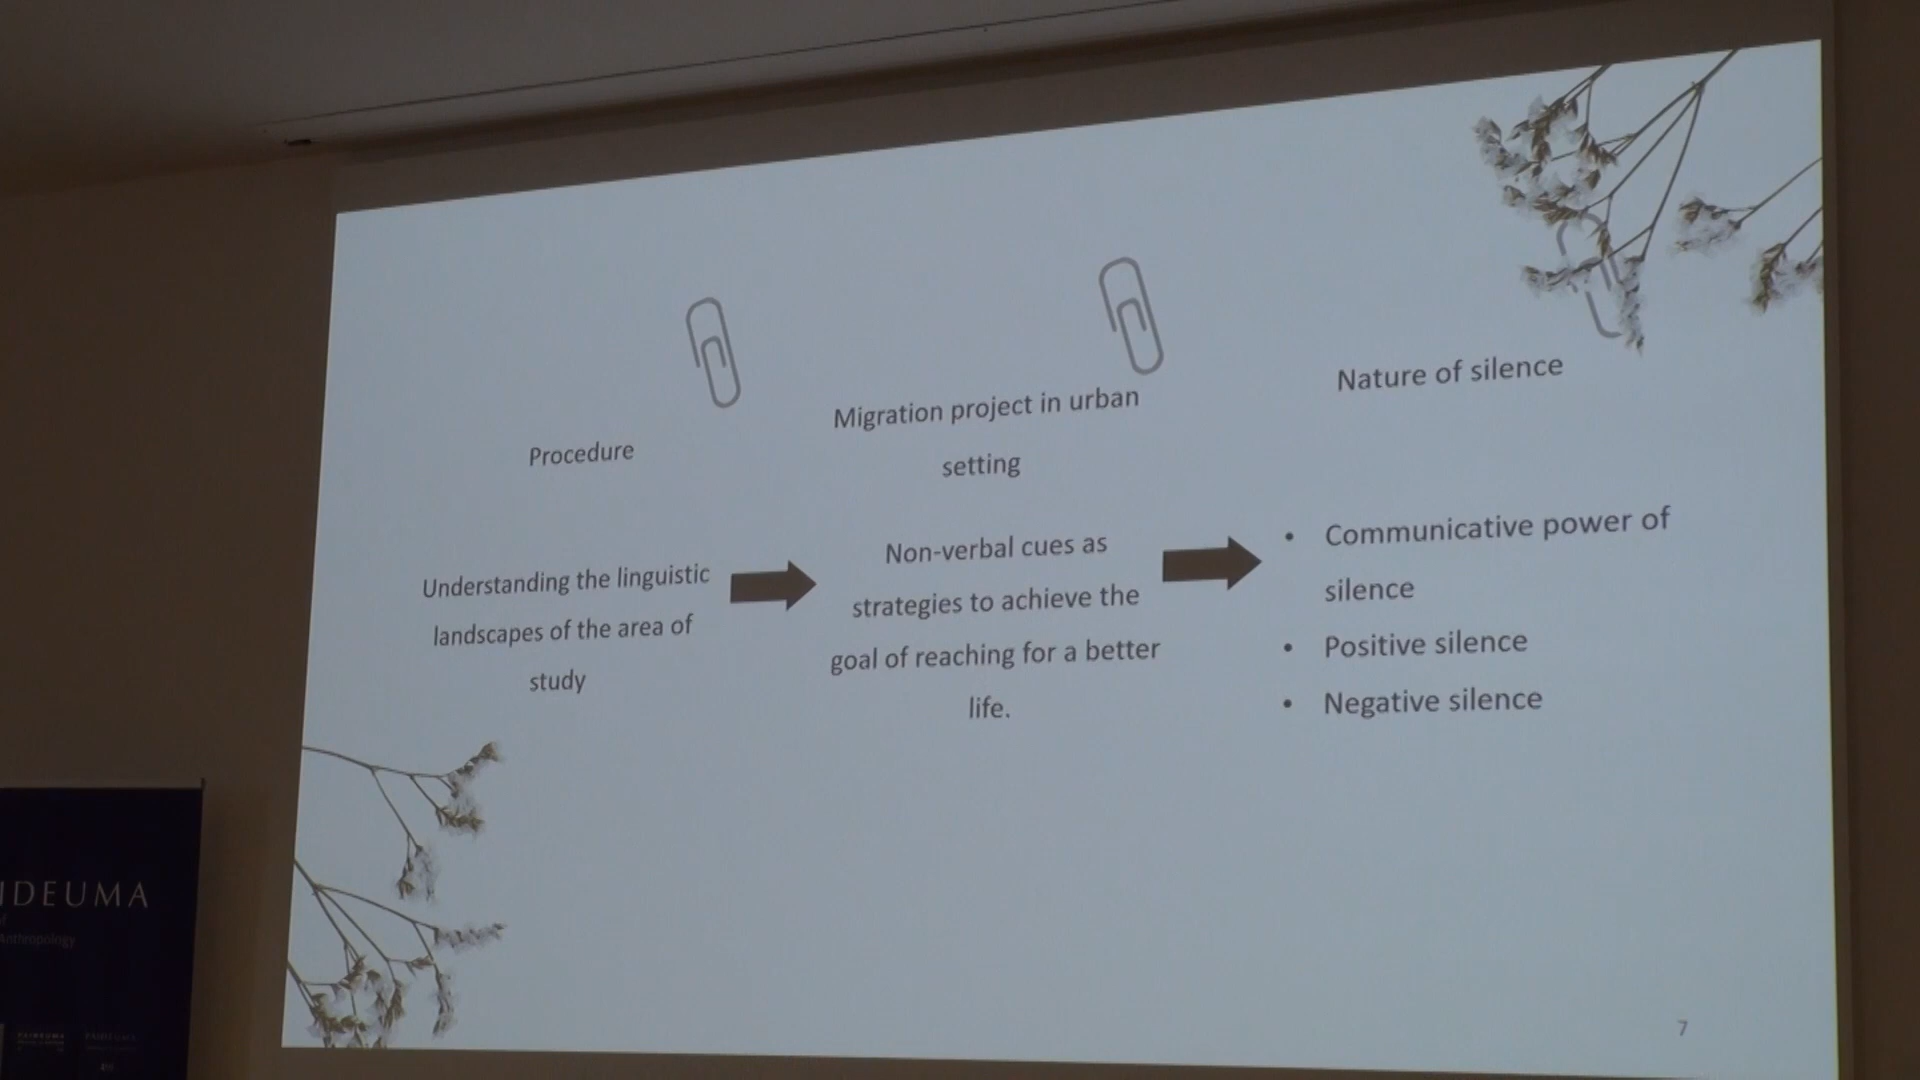 Procedure
Understanding the linguistic
landscapes of the area of
study
Migration project in urban
setting
Non-verbal cues as
strategies to achieve the
goal of reaching for a better
life.
Nature of silence
• Communicative power of
silence
• Positive silence
• Negative silence
7
IDEUMA
Anthropology